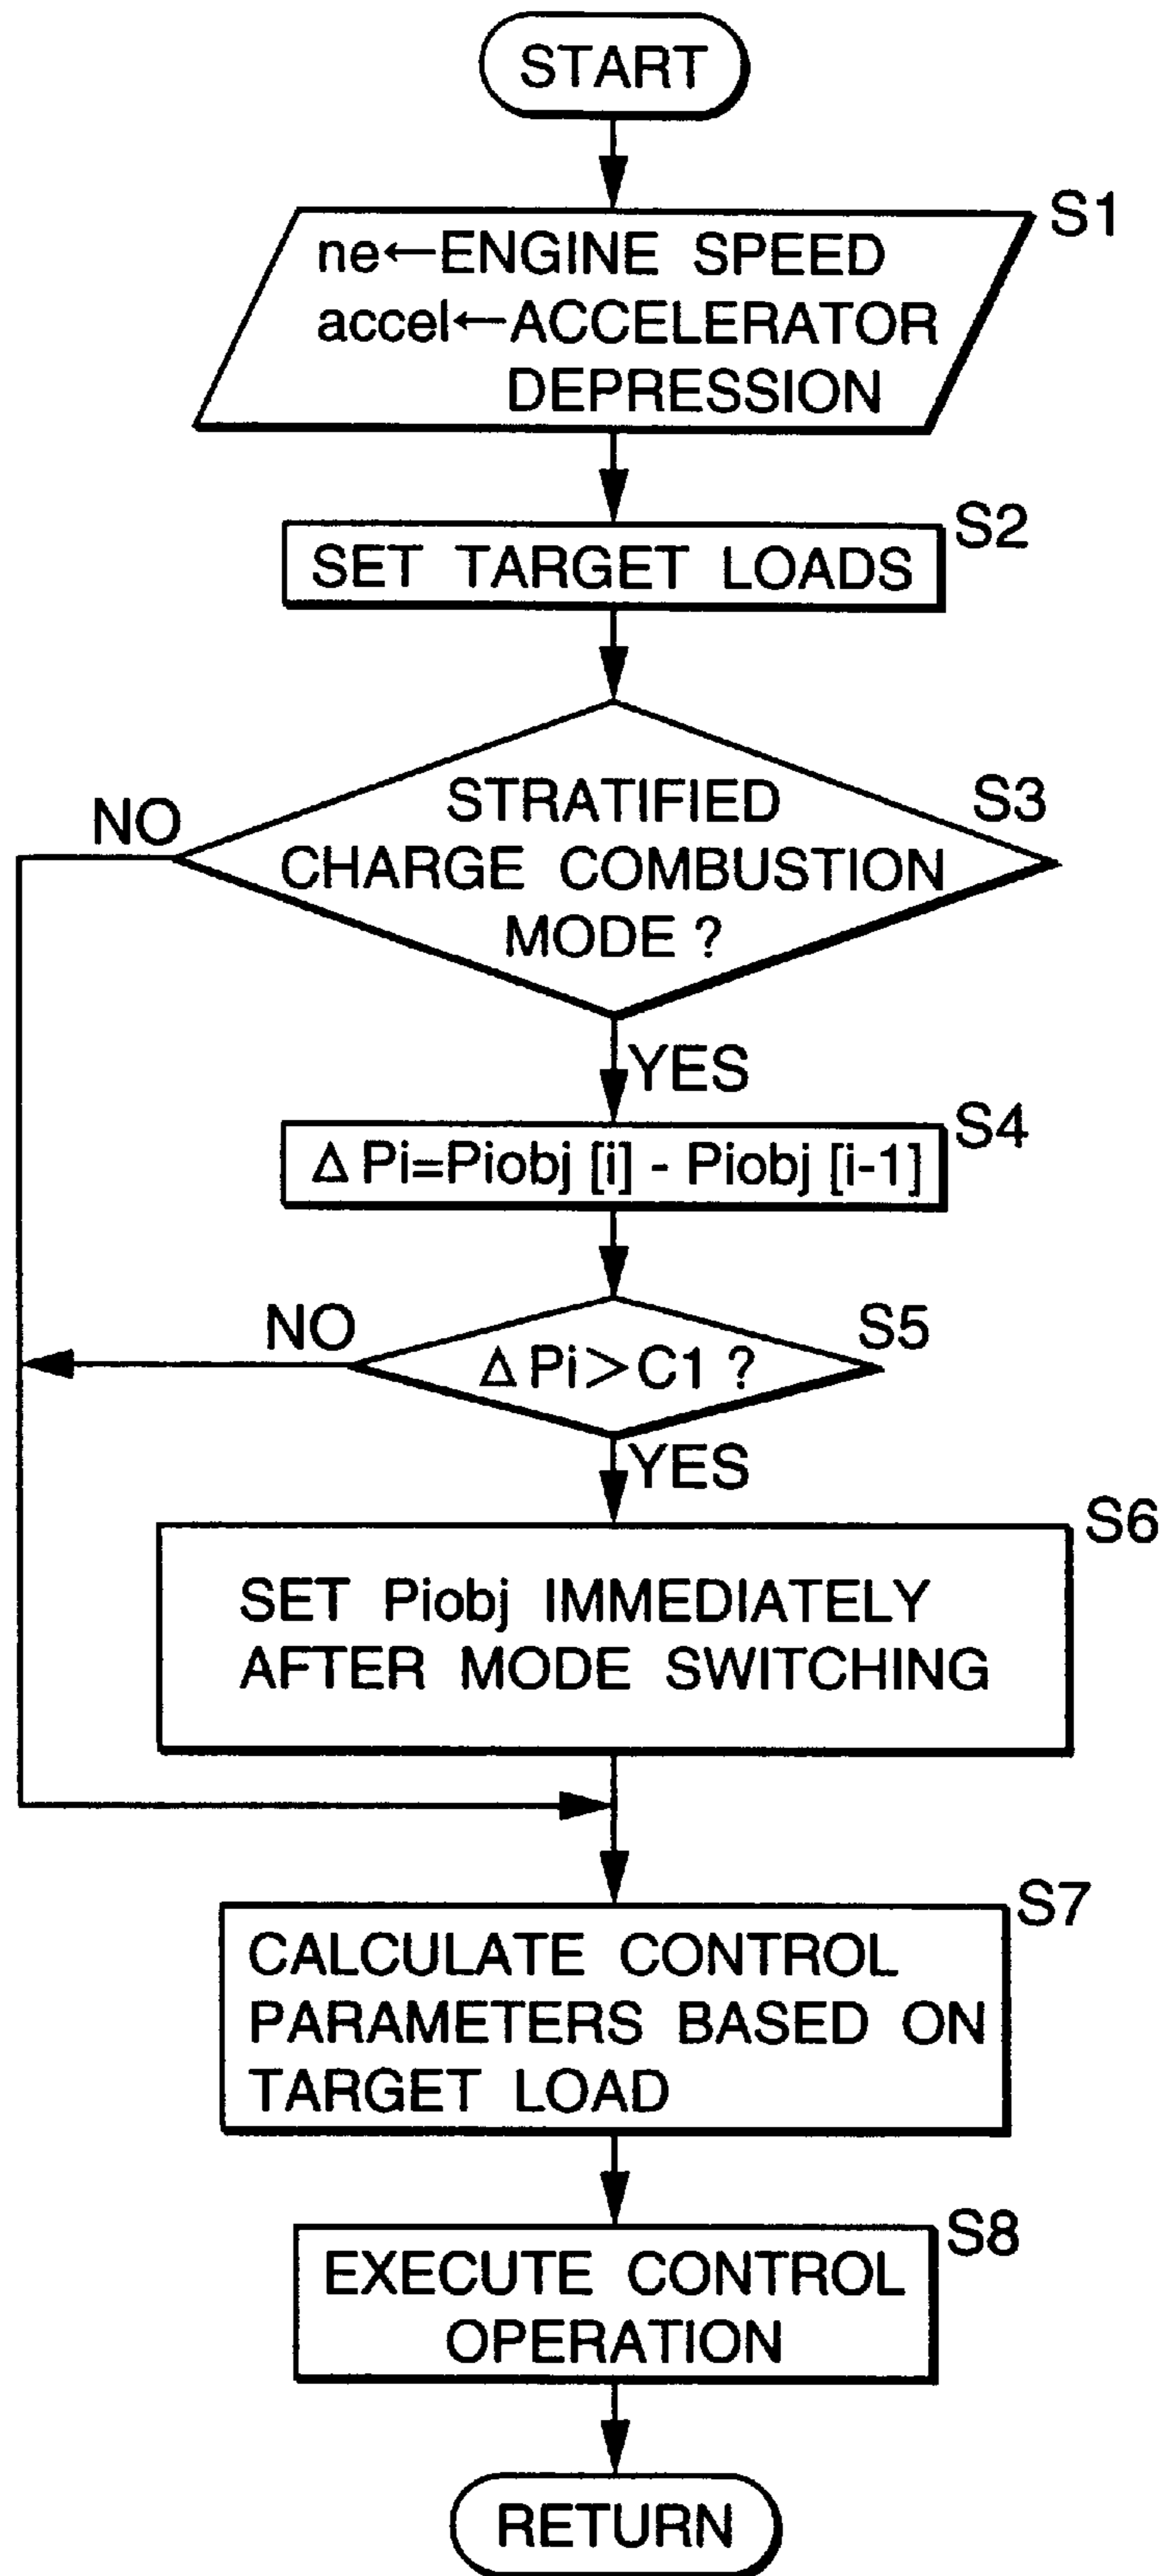 START
S1
ne←ENGINE SPEED
accel←ACCELERATOR
DEPRESSION
S2
SET TARGET LOADS
S3
NO
STRATIFIED
CHARGE COMBUSTION
MODE ?
YES
S4
Δ Pi=Piobj [i] - Piobj [i-1]
NO
S5
Δ Pi>C1 ?
YES
S6
SET Piobj IMMEDIATELY
AFTER MODE SWITCHING
S7
CALCULATE CONTROL
PARAMETERS BASED ON
TARGET LOAD
S8
EXECUTE CONTROL
OPERATION
RETURN